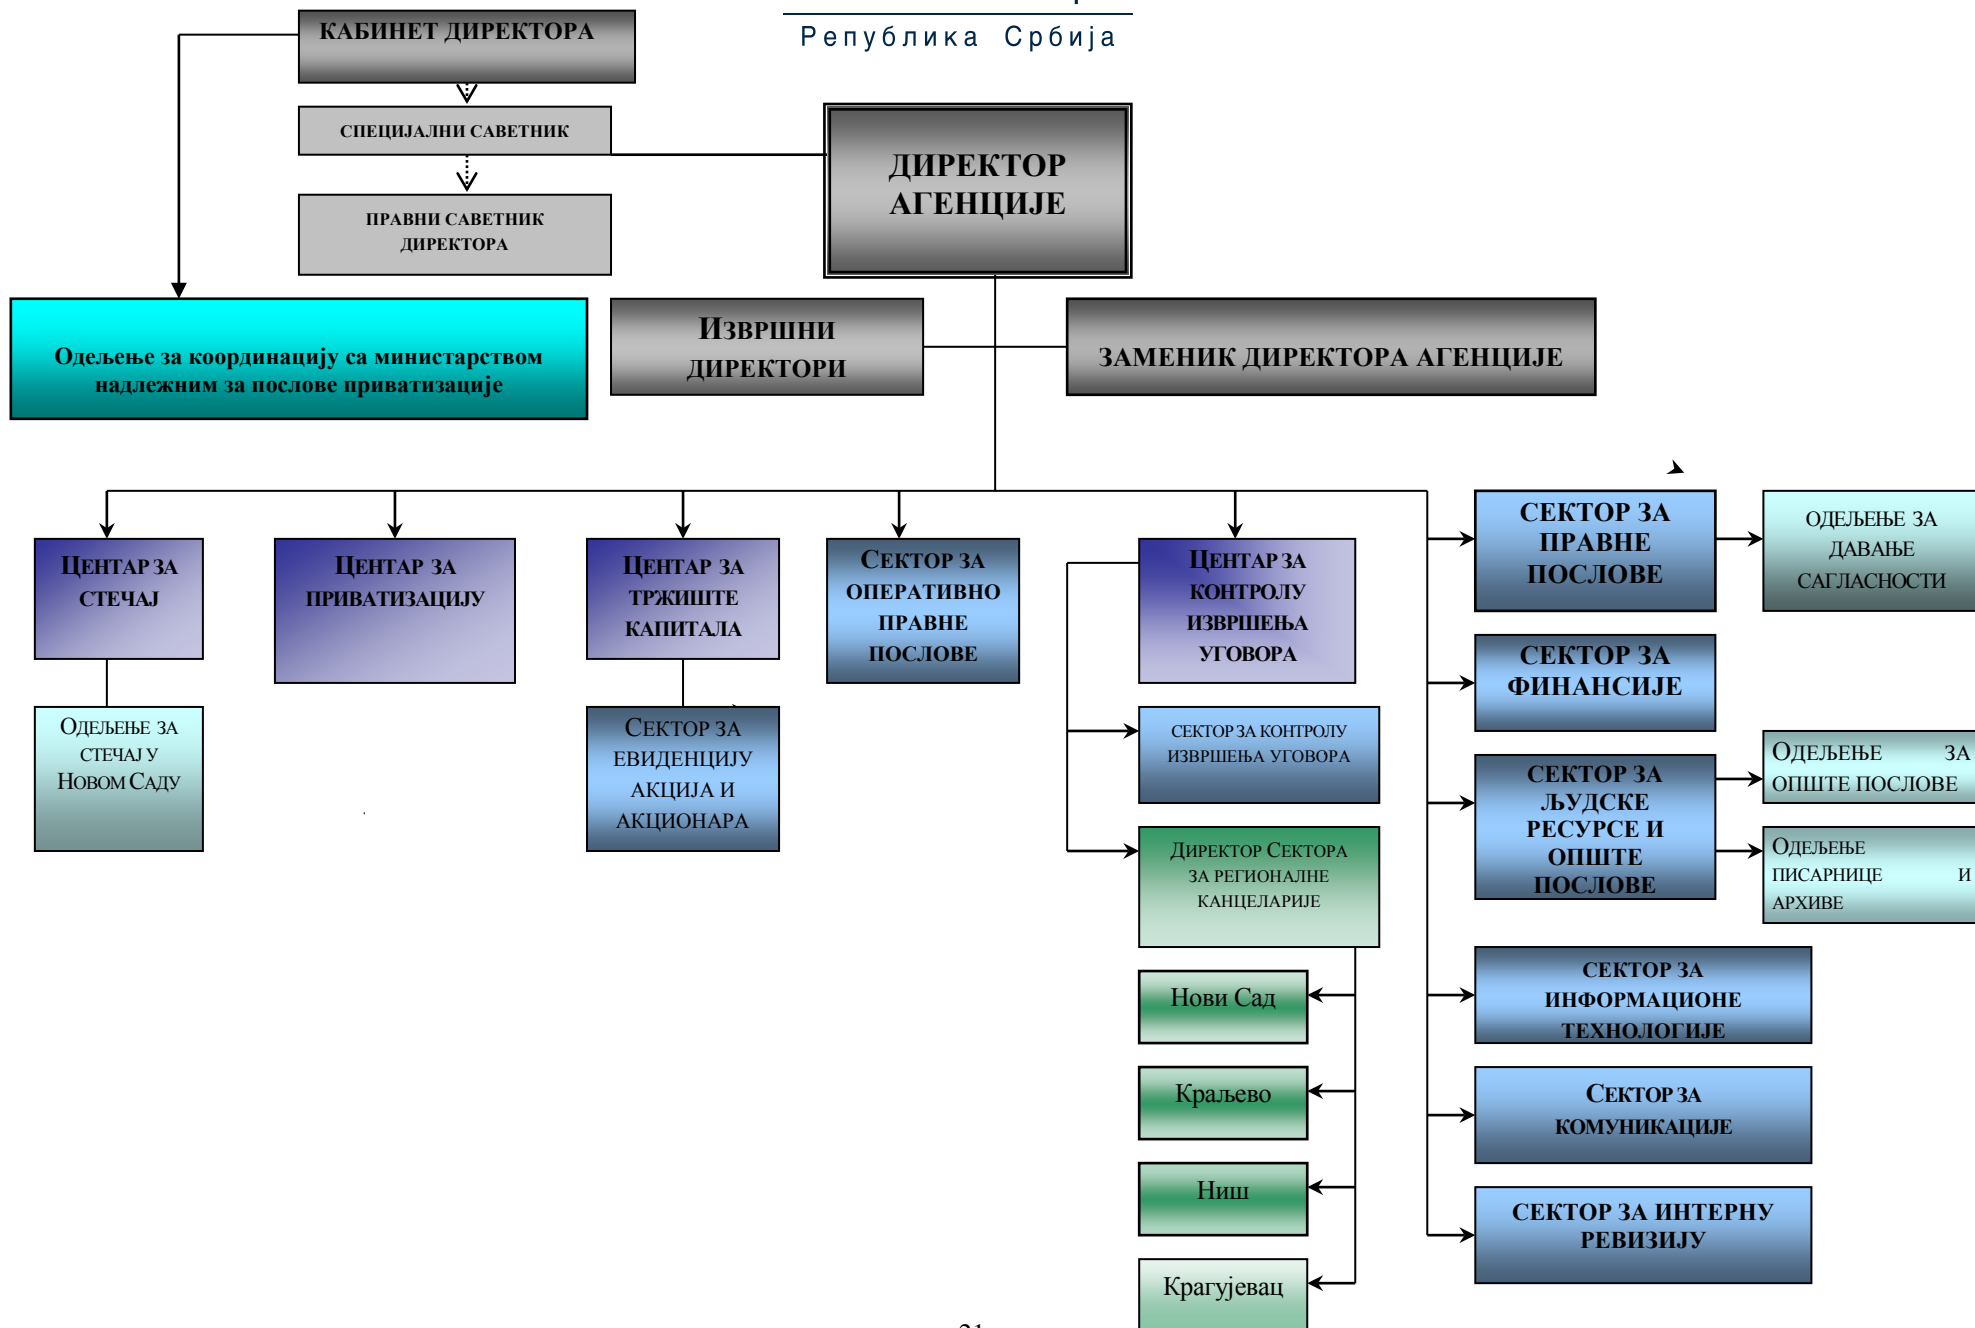 Република Србија
КАБИНЕТ ДИРЕКТОРА
СПЕЦИЈАЛНИ САВЕТНИК
ПРАВНИ САВЕТНИК
ДИРЕКТОРА
ДИРЕКТОР
АГЕНЦИЈЕ
Одељење за координацију са министарством
надлежним за послове приватизације
ИЗВРШНИ
ДИРЕКТОРИ
ЗАМЕНИК ДИРЕКТОРА АГЕНЦИЈЕ
ЦЕНТАР ЗА
СТЕЧАЈ
ЦЕНТАР ЗА
ПРИВАТИЗАЦИЈУ
ЦЕНТАР ЗА
ТРЖИШТЕ
КАПИТАЛА
СЕКТОР ЗА
ОПЕРАТИВНО
ПРАВНЕ
ПОСЛОВЕ
ЦЕНТАР ЗА
КОНТРОЛУ
ИЗВРШЕЊА
УГОВОРА
СЕКТОР ЗА
ПРАВНЕ
ПОСЛОВЕ
ОДЕЉЕЊЕ ЗА
ДАВАЊЕ
САГЛАСНОСТИ
СЕКТОР ЗА
ФИНАНСИЈЕ
ОДЕЉЕЊЕ ЗА
СТЕЧАЈ У
НОВОМ САДУ
СЕКТОР ЗА
ЕВИДЕНЦИЈУ
АКЦИЈА И
АКЦИОНАРА
СЕКТОР ЗА КОНТРОЛУ
ИЗВРШЕЊА УГОВОРА
СЕКТОР ЗА
ЉУДСКЕ
РЕСУРСЕ И
ОПШТЕ
ПОСЛОВЕ
ОДЕЉЕЊЕ ЗА
ОПШТЕ ПОСЛОВЕ
ОДЕЉЕЊЕ
ПИСАРНИЦЕ И
АРХИВЕ
ДИРЕКТОР СЕКТОРА
ЗА РЕГИОНАЛНЕ
КАНЦЕЛАРИЈЕ
Нови Сад
Краљево
Ниш
Крагујевац
СЕКТОР ЗА
ИНФОРМАЦИОНЕ
ТЕХНОЛОГИЈЕ
СЕКТОР ЗА
КОМУНИКАЦИЈЕ
СЕКТОР ЗА ИНТЕРНУ
РЕВИЗИЈУ